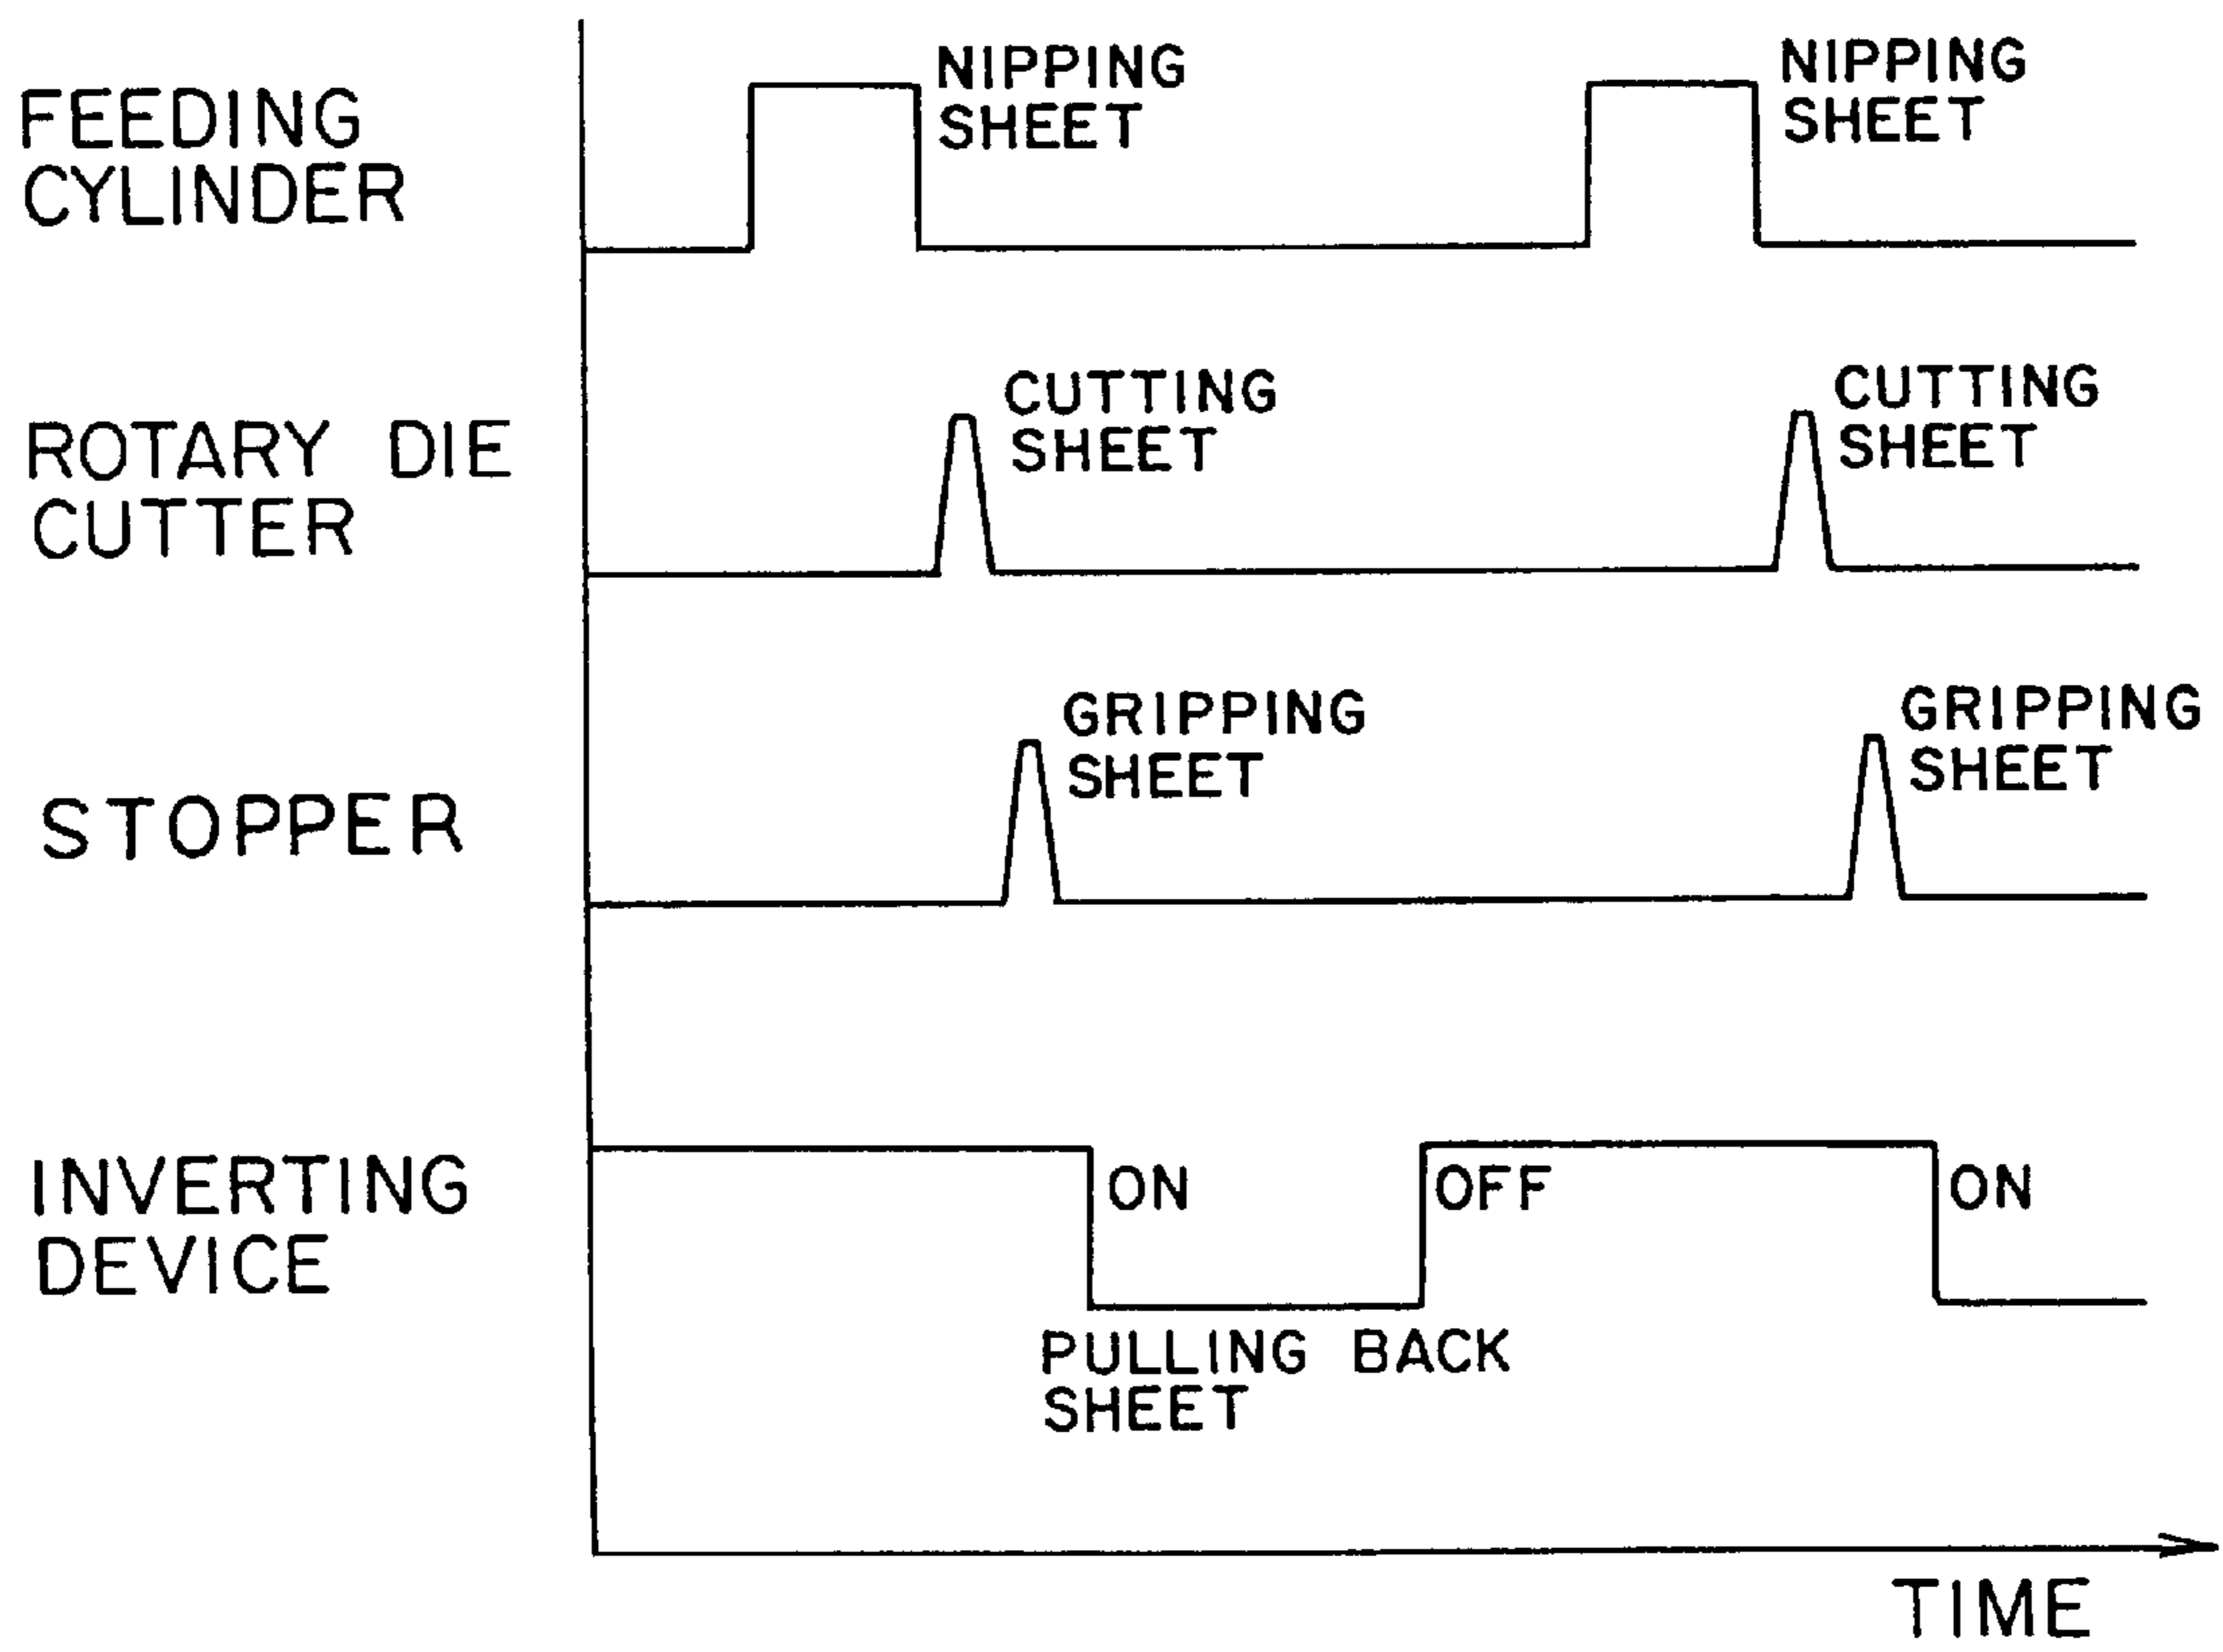 FEEDING
CYLINDER
NIPPING
SHEET
NIPPING
SHEET
ROTARY DIE
CUTTER
CUTTING
SHEET
CUTTING
SHEET
STOPPER
GRIPPING
SHEET
GRIPPING
SHEET
INVERTING
DEVICE
ON
OFF
ON
PULLING BACK
SHEET
TIME